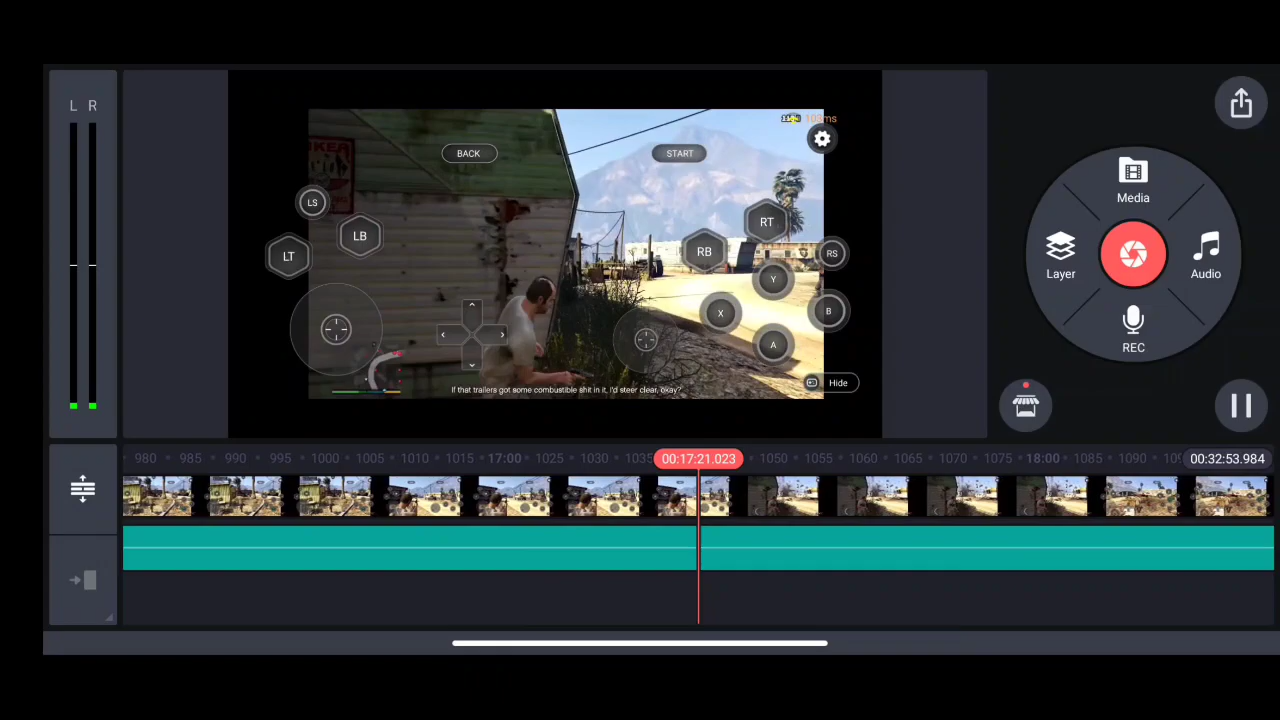 L R
BACK
START
103ms
LS
LB
LT
RT
RB
RS
Y
X
B
A
Hide
If that trailers got some combustible shit in it, I'd steer clear, okay?
Media
Layer
Audio
REC
980 985 990 995 1000 1005 1010 1015 17:00 1025 1030 1035 00:17:21.023 1050 1055 1060 1065 1070 1075 18:00 1085 1090 00:32:53.984